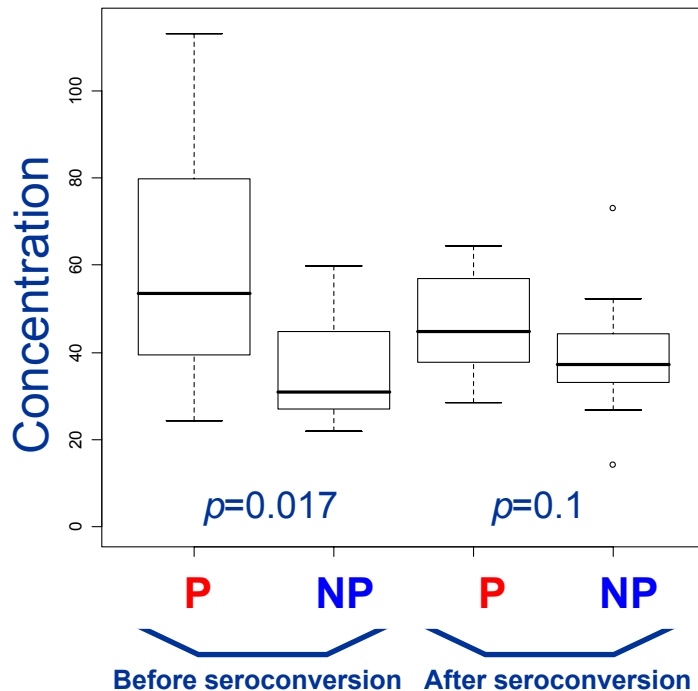 Concentration
100
80
60
40
20
0
p=0.017 p=0.1
P NP P NP
Before seroconversion After seroconversion